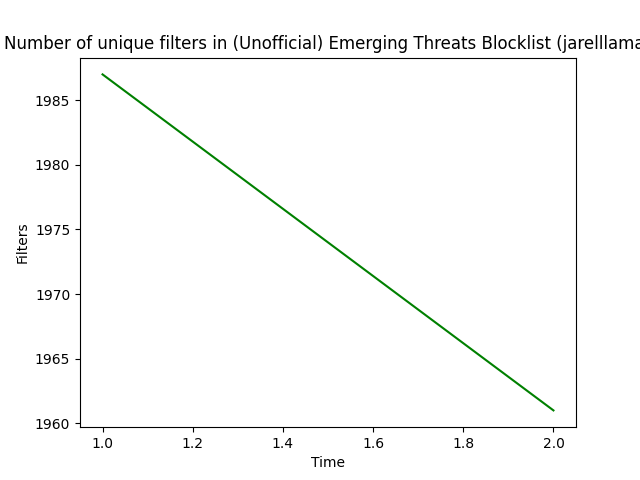 Number of unique filters in (Unofficial) Emerging Threats Blocklist (jarelllama
1985
1980
1975
1970
1965
1960
Filters
1.0 1.2 1.4 1.6 1.8 2.0
Time